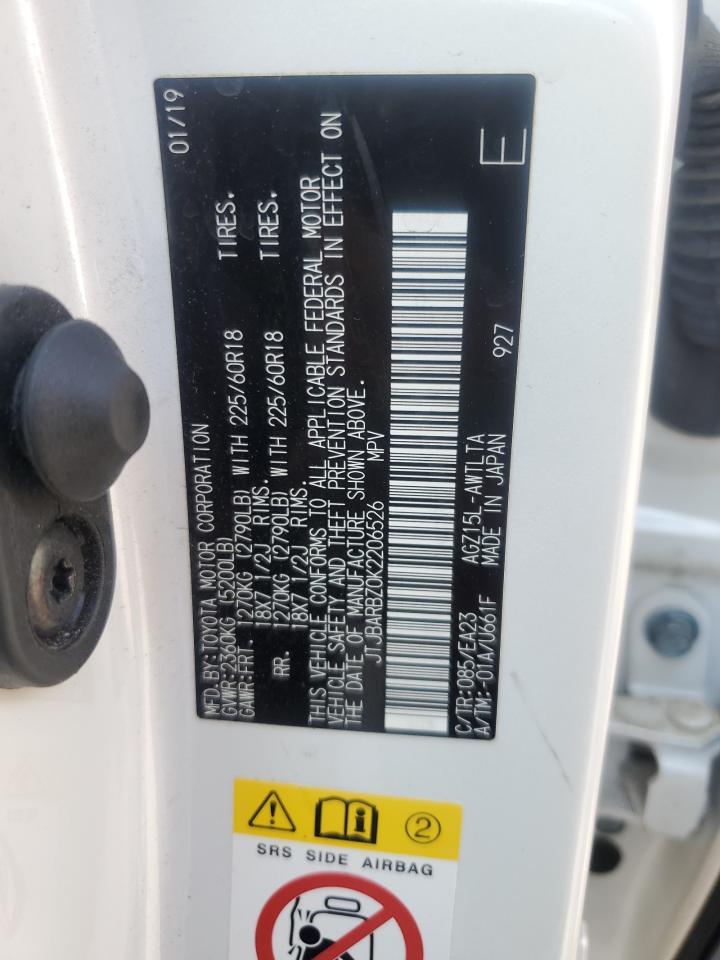 MFD.BY:TOYOTA MOTOR CORPORATION 01/19
GVWR:2360KG (5200LB)
GAWR:FRT. 1270KG (2790LB) WITH 225/60R18 TIRES.
18X7 1/2J RIMS.
RR. 1270KG (2790LB) WITH 225/60R18 TIRES.
18X7 1/2J RIMS.
THIS VEHICLE CONFORMS TO ALL APPLICABLE FEDERAL MOTOR
VEHICLE SAFETY AND THEFT PREVENTION STANDARDS IN EFFECT ON
THE DATE OF MANUFACTURE SHOWN ABOVE.
JTJBARBZ0K2206526 MPV
C/TR:085/EA23 AGZ15L-AWTLTA
A/TM:-01A/U661F MADE IN JAPAN 927 E
2
SRS SIDE AIRBAG